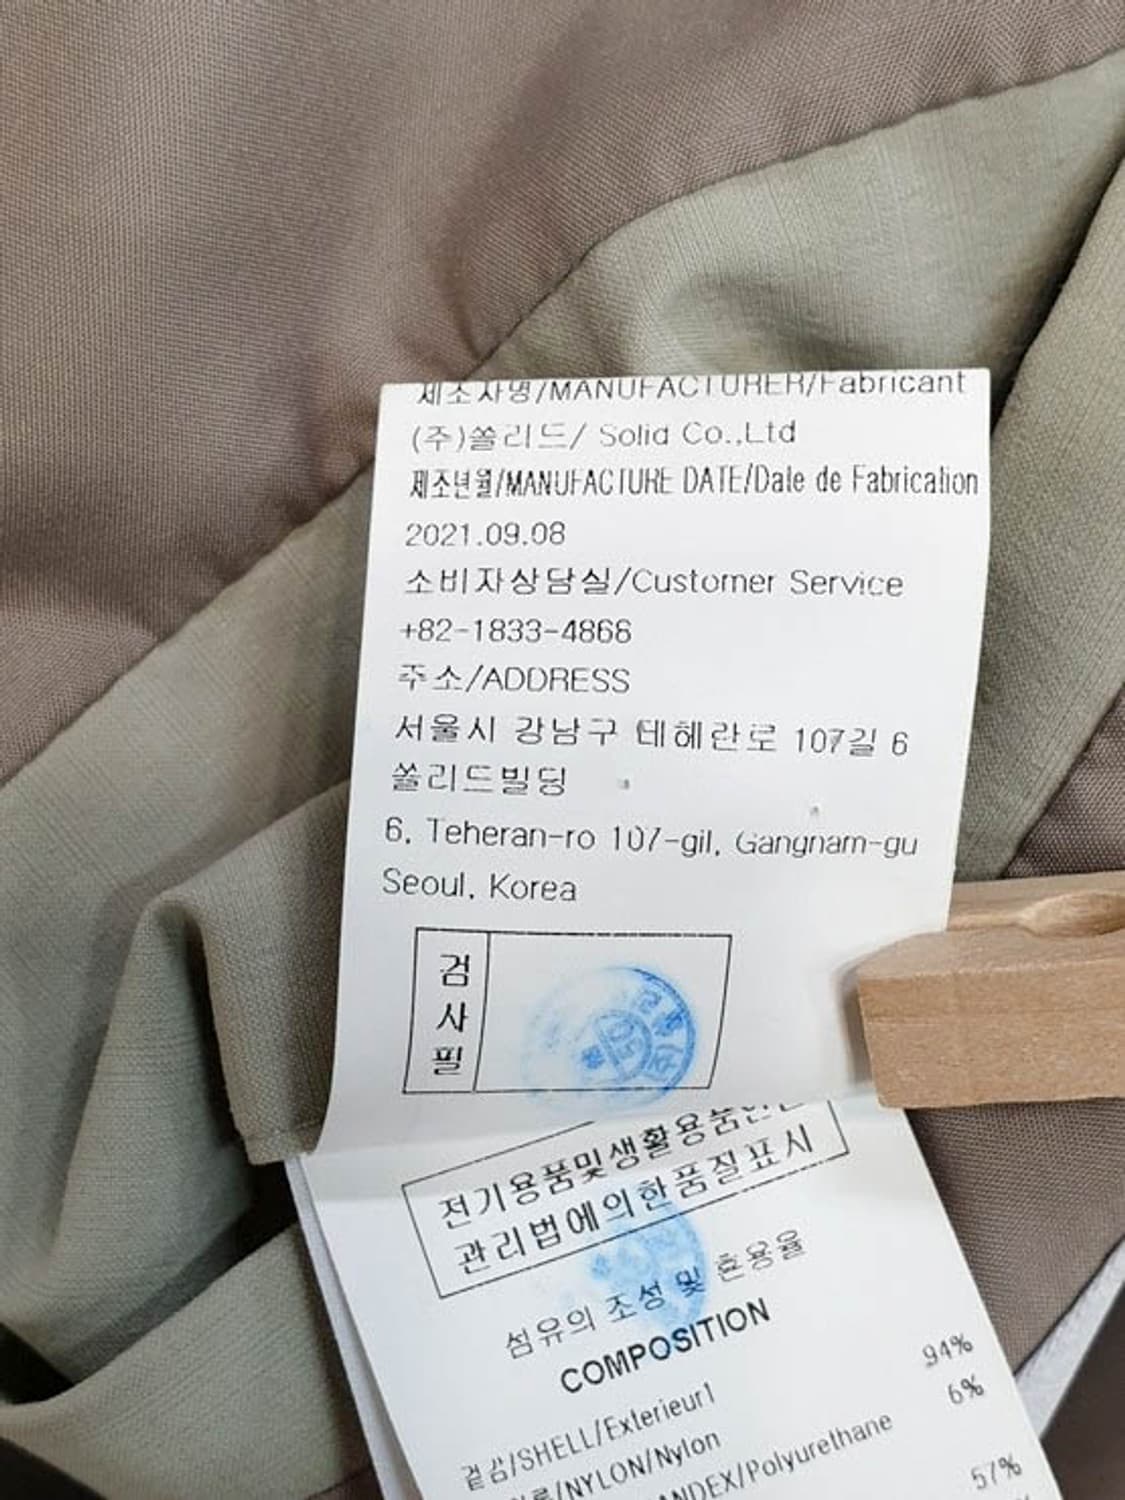 제조자명/MANUFACTURER/Fabricant
(주)쏠리드/ Solid Co.,Ltd
제조년월/MANUFACTURE DATE/Date de Fabrication
2021.09.08
소비자상담실/Customer Service
+82-1833-4866
주소/ADDRESS
서울시 강남구 테헤란로 107길 6
쏠리드빌딩
6, Teheran-ro 107-gil, Gangnam-gu
Seoul, Korea
검사필
전기용품및생활용품안전
관리법에의한품질표시
섬유의 조성 및 혼용율
COMPOSITION
겉감/SHELL/Exterieur1
/NYLON/Nylon 94%
/Polyurethane 6%
57%